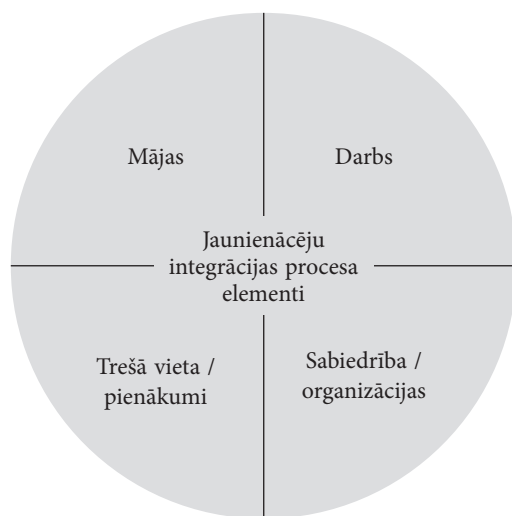 Mājas
Darbs
Jaunienācēju
integrācijas procesa
elementi
Trešā vieta /
pienākumi
Sabiedrība /
organizācijas